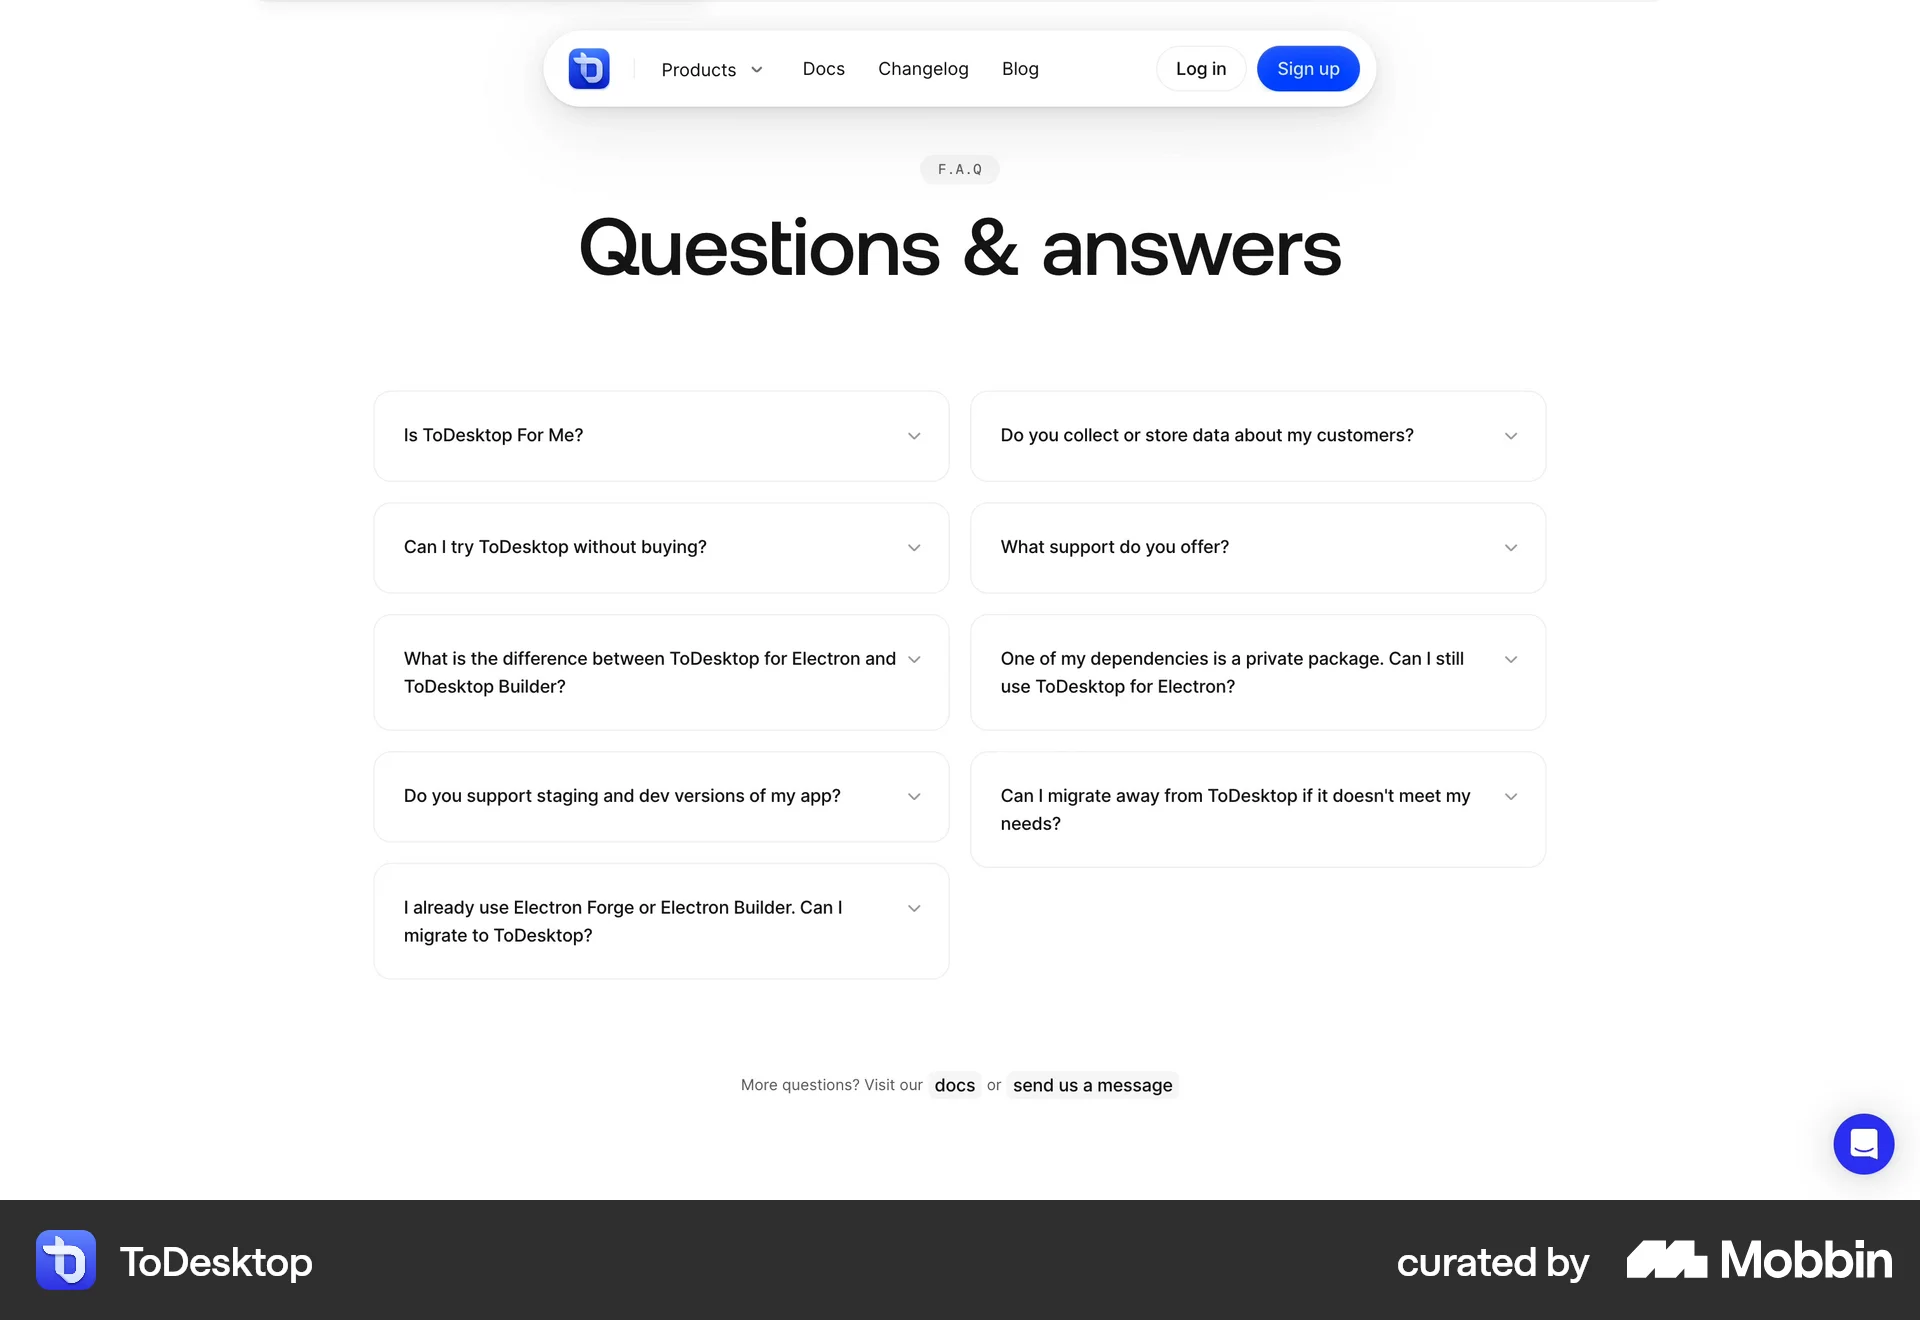 Products
Docs
Changelog
Blog
Log in
Sign up
F.A.Q
Questions & answers
Is ToDesktop For Me?
Can I try ToDesktop without buying?
What is the difference between ToDesktop for Electron and
ToDesktop Builder?
Do you support staging and dev versions of my app?
I already use Electron Forge or Electron Builder. Can I
migrate to ToDesktop?
Do you collect or store data about my customers?
What support do you offer?
One of my dependencies is a private package. Can I still
use ToDesktop for Electron?
Can I migrate away from ToDesktop if it doesn't meet my
needs?
More questions? Visit our docs or send us a message
ToDesktop
curated by Mobbin